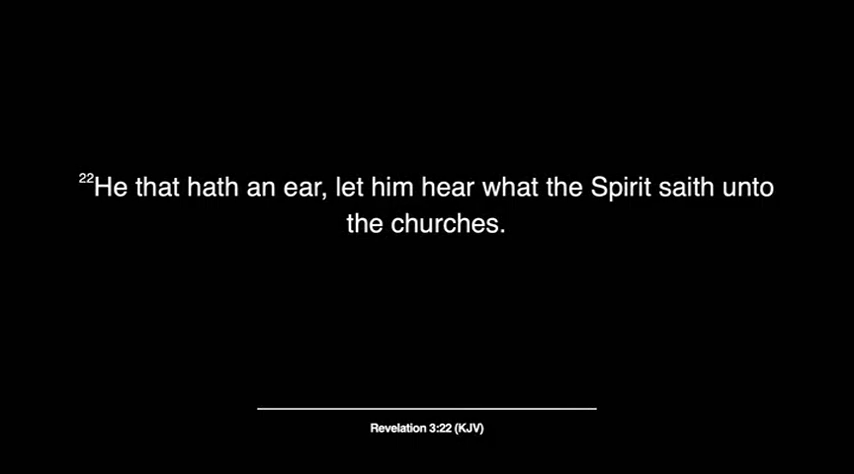 22He that hath an ear, let him hear what the Spirit saith unto
the churches.
Revelation 3:22 (KJV)